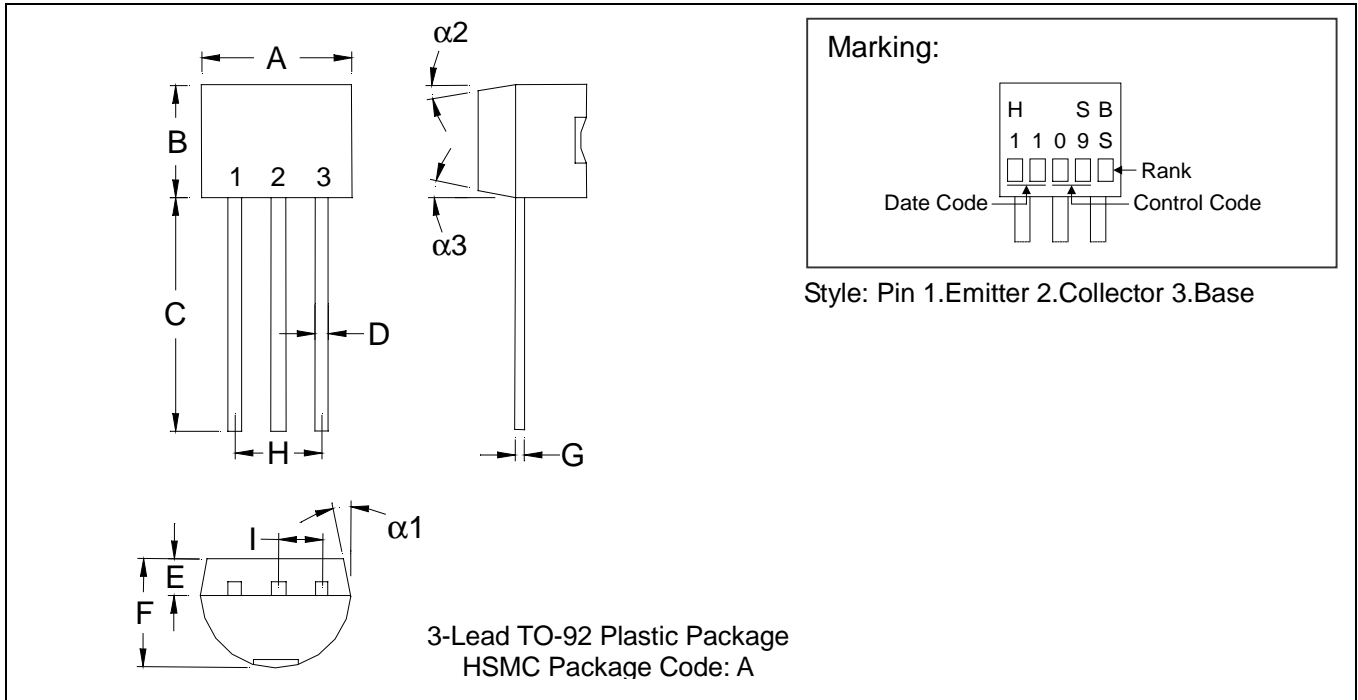 α2
A
B
1 2 3
α3
C
D
H
G
I
α1
E
F
3-Lead TO-92 Plastic Package
HSMC Package Code: A
Marking:
H S B
1 1 0 9 S
Rank
Date Code
Control Code
Style: Pin 1.Emitter 2.Collector 3.Base